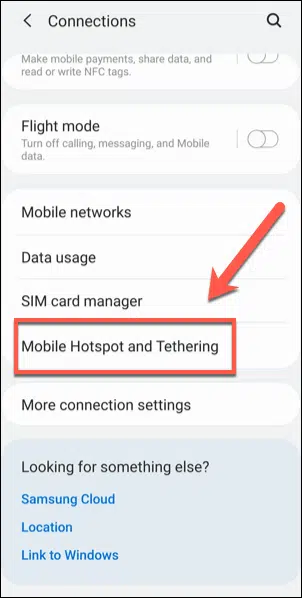 Connections
Make mobile payments, share data, and
read or write NFC tags.
Flight mode
Turn off calling, messaging, and Mobile
data.
Mobile networks
Data usage
SIM card manager
Mobile Hotspot and Tethering
More connection settings
Looking for something else?
Samsung Cloud
Location
Link to Windows